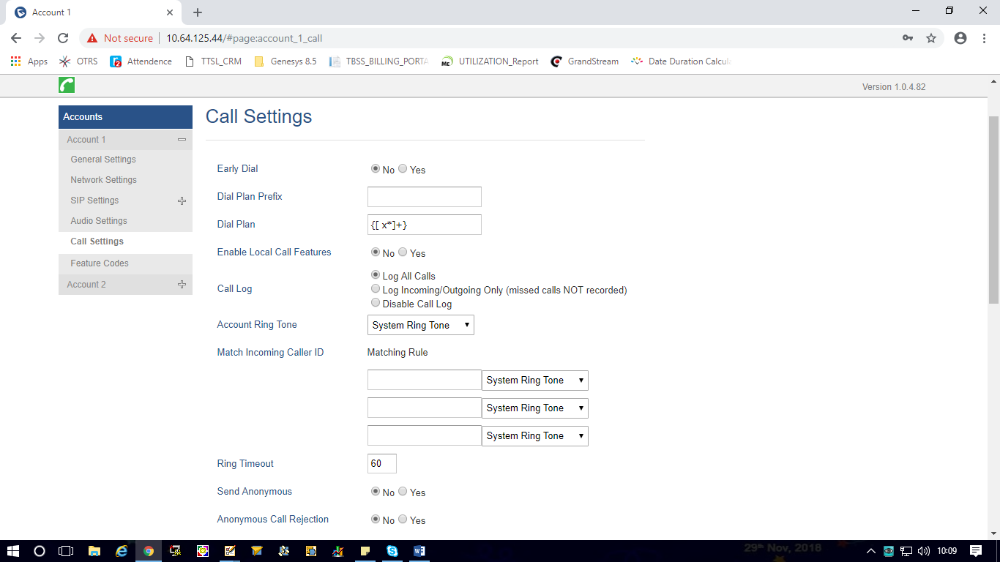 Account 1
Not secure | 10.64.125.44/#page:account_1_call
Apps OTRS Attendence TTSL_CRM Genesys 8.5 TBSS_BILLING_PORTA UTILIZATION_Report GrandStream Date Duration Calcul
Version 1.0.4.82
Accounts
Account 1
General Settings
Network Settings
SIP Settings
Audio Settings
Call Settings
Feature Codes
Account 2
Call Settings
Early Dial No Yes
Dial Plan Prefix
Dial Plan {[ x*]+}
Enable Local Call Features No Yes
Call Log Log All Calls
Log Incoming/Outgoing Only (missed calls NOT recorded)
Disable Call Log
Account Ring Tone System Ring Tone
Match Incoming Caller ID Matching Rule
System Ring Tone
System Ring Tone
System Ring Tone
Ring Timeout 60
Send Anonymous No Yes
Anonymous Call Rejection No Yes
29th Nov, 2018
10:09